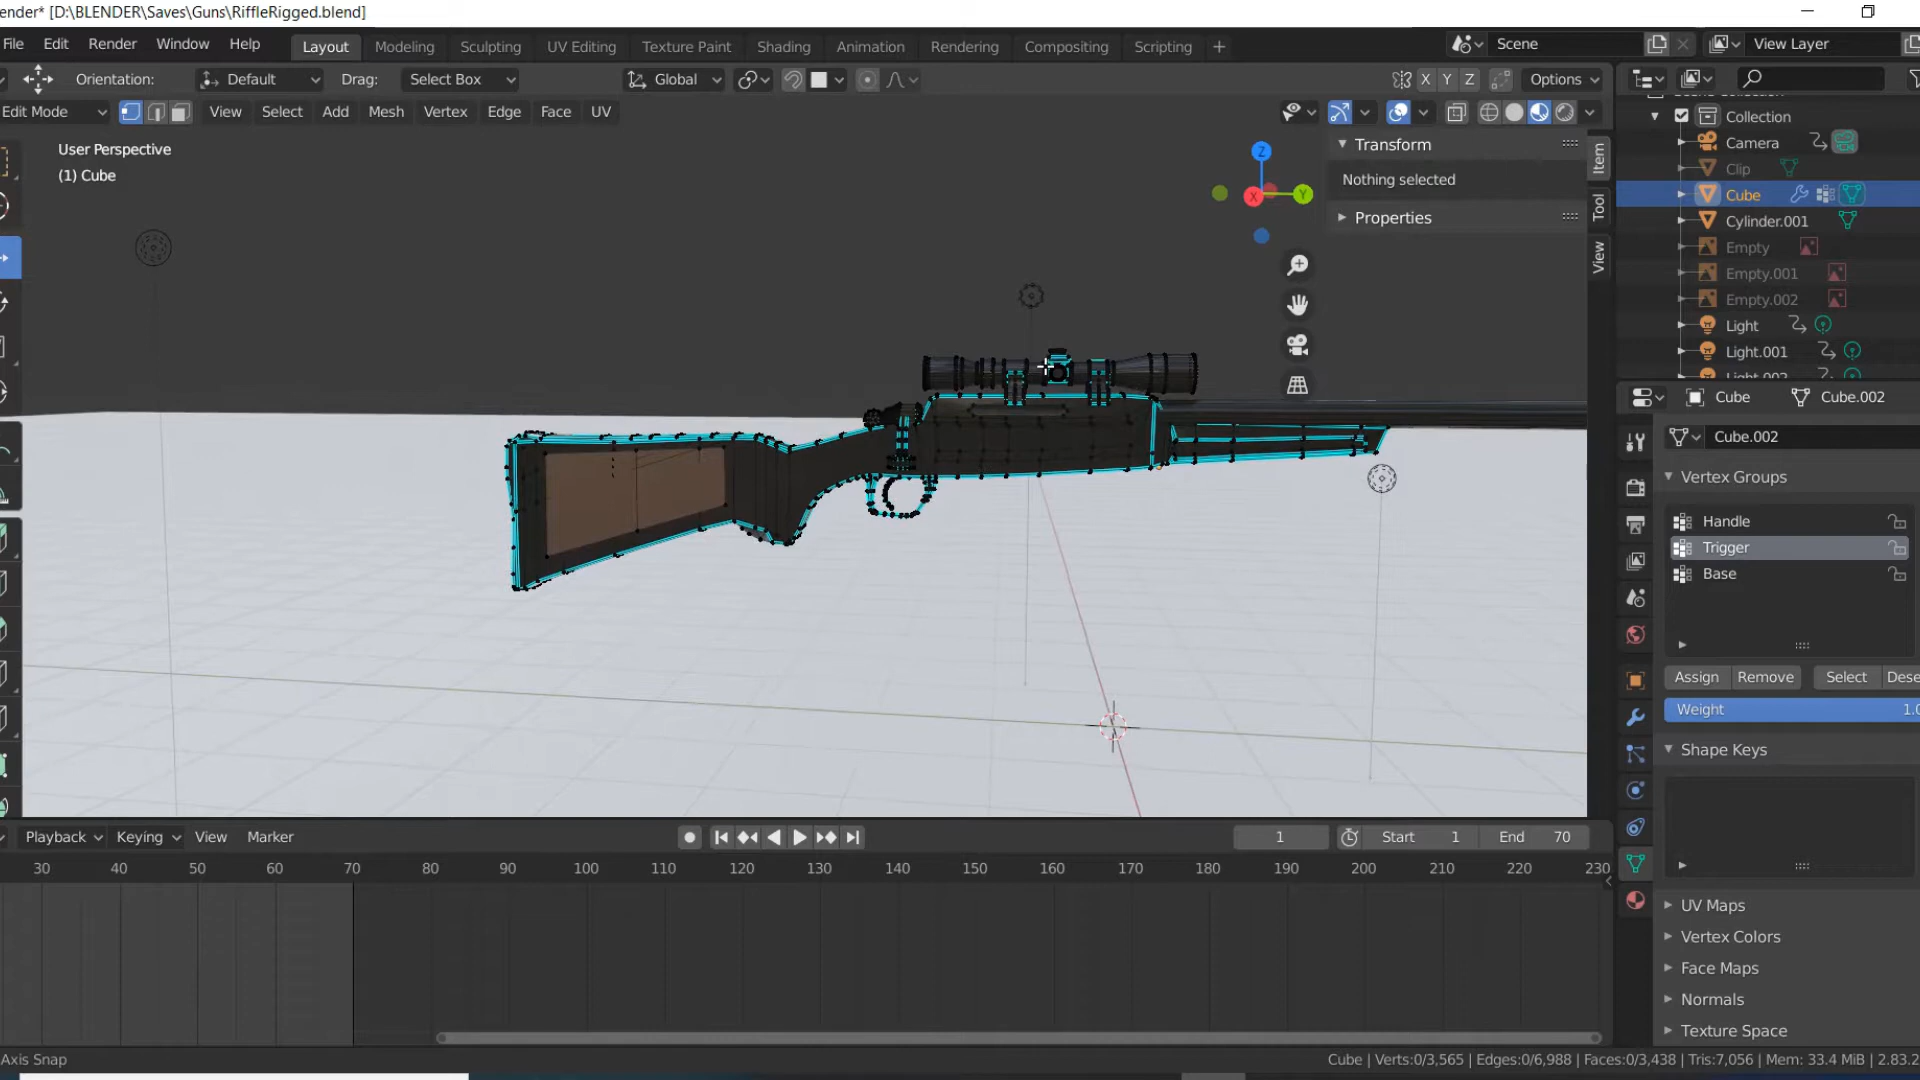 ender* [D:\BLENDER\Saves\Guns\RiffleRigged.blend]
File Edit Render Window Help Layout Modeling Sculpting UV Editing Texture Paint Shading Animation Rendering Compositing Scripting + Scene View Layer
Orientation: Default Drag: Select Box Global X Y Z Options
Edit Mode View Select Add Mesh Vertex Edge Face UV
User Perspective
(1) Cube
Z
X
Y
Transform
Nothing selected
Properties
Item
Tool
View
Collection
Camera
Clip
Cube
Cylinder.001
Empty
Empty.001
Empty.002
Light
Light.001
Light.002
Cube Cube.002
Cube.002
Vertex Groups
Handle
Trigger
Base
Assign Remove Select Dese
Weight 1.0
Shape Keys
UV Maps
Vertex Colors
Face Maps
Normals
Texture Space
Playback Keying View Marker 1 Start 1 End 70
30 40 50 60 70 80 90 100 110 120 130 140 150 160 170 180 190 200 210 220 230
Axis Snap
Cube | Verts:0/3,565 | Edges:0/6,988 | Faces:0/3,438 | Tris:7,056 | Mem: 33.4 MiB | 2.83.2